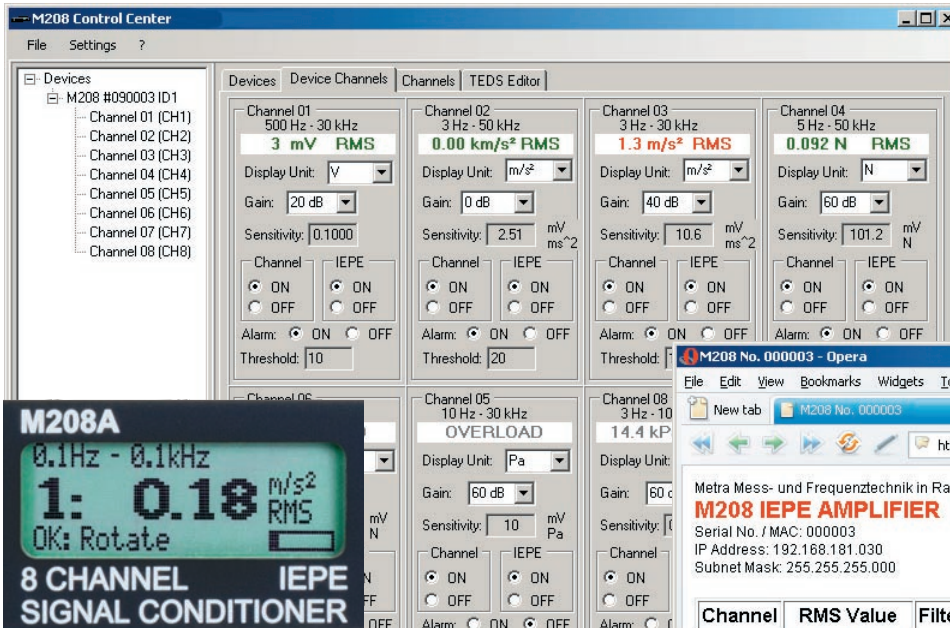 M208 Control Center
File Settings ?
Devices
M208 #090003 ID1
Channel 01 (CH1)
Channel 02 (CH2)
Channel 03 (CH3)
Channel 04 (CH4)
Channel 05 (CH5)
Channel 06 (CH6)
Channel 07 (CH7)
Channel 08 (CH8)
Devices Device Channels Channels TEDS Editor
Channel 01
500 Hz - 30 kHz
3 mV RMS
Display Unit: V
Gain: 20 dB
Sensitivity: 0.1000
Channel IEPE
ON ON
OFF OFF
Alarm: ON OFF
Threshold: 10
Channel 02
3 Hz - 50 kHz
0.00 km/s² RMS
Display Unit: m/s²
Gain: 0 dB
Sensitivity: 2.51 mV
ms^2
Channel IEPE
ON ON
OFF OFF
Alarm: ON OFF
Threshold: 20
Channel 03
3 Hz - 30 kHz
1.3 m/s² RMS
Display Unit: m/s²
Gain: 40 dB
Sensitivity: 10.6 mV
ms^2
Channel IEPE
ON ON
OFF OFF
Alarm: ON OFF
Threshold:
Channel 04
5 Hz - 50 kHz
0.092 N RMS
Display Unit: N
Gain: 60 dB
Sensitivity: 101.2 mV
N
Channel IEPE
ON ON
OFF OFF
Alarm: ON OFF
Channel 06
mV
N
OFF
Channel 05
10 Hz - 30 kHz
OVERLOAD
Display Unit: Pa
Gain: 60 dB
Sensitivity: 10 mV
Pa
Channel IEPE
ON ON
OFF OFF
Alarm: ON OFF
Channel 08
3 Hz - 10
14.4 kP
Display Unit:
Gain: 60
Sensitivity:
Channel
ON
OFF
Alarm:
M208A
0.1Hz - 0.1kHz
1: 0.18 m/s²
RMS
OK: Rotate
8 CHANNEL IEPE
SIGNAL CONDITIONER
M208 No. 000003 - Opera
File Edit View Bookmarks Widgets
New tab M208 No. 000003
Metra Mess- und Frequenztechnik in Ra
M208 IEPE AMPLIFIER
Serial No. / MAC: 000003
IP Address: 192.168.181.030
Subnet Mask: 255.255.255.000
Channel RMS Value Filte